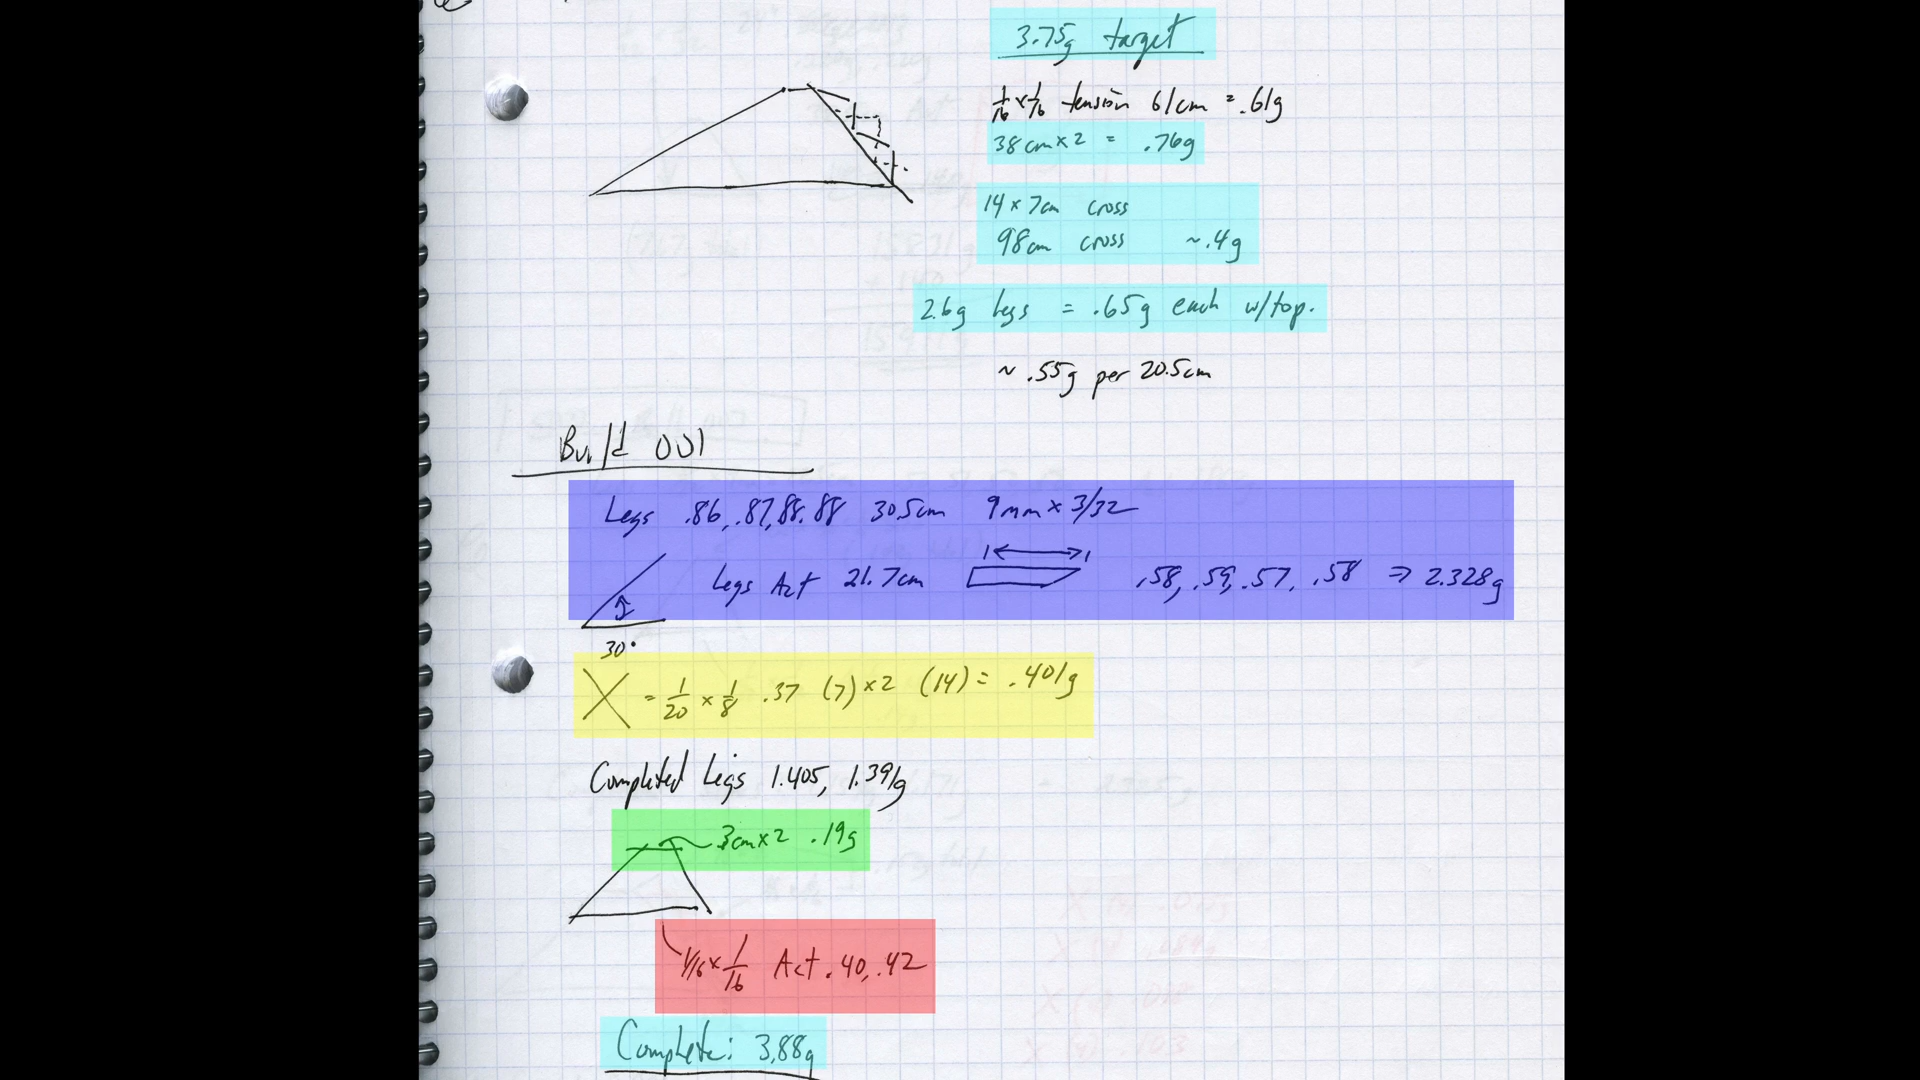 3.75g target
1/16 x 1/16 tension 61cm = .61g
38cm x 2 = .76g
14 x 7cm cross
98cm cross ~.4g
2.6g legs = .65g each w/top.
~ .55g per 20.5cm
Build 001
Legs .86, .87, .88, .88 30.5cm 9mm x 3/32
Legs Act 21.7cm .58, .59, .57, .58 => 2.328g
30°
X = 1/20 x 1/8 .37 (7) x 2 (14) = .401g
Completed Legs 1.405, 1.391g
3cm x 2 .19g
1/16 x 1/16 Act .40, .42
Complete: 3.88g